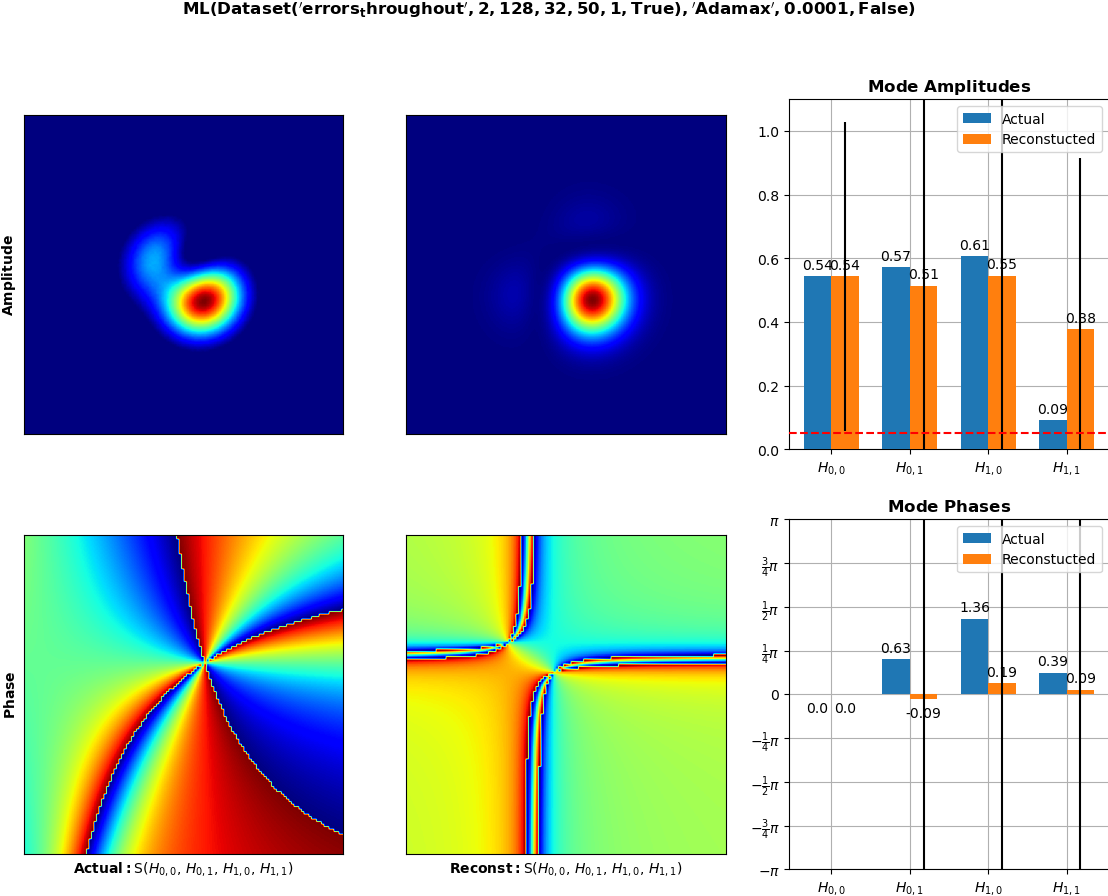 ML(Dataset('errors_throughout', 2, 128, 32, 50, 1, True), 'Adamax', 0.0001, False)
Amplitude
Mode Amplitudes
Actual
Reconstucted
1.0
0.8
0.6
0.4
0.2
0.0
0.54 0.54 0.57 0.51 0.61 0.55 0.09 0.38
H0,0 H0,1 H1,0 H1,1
Phase
Mode Phases
Actual
Reconstucted
π
3/4π
1/2π
1/4π
0
−1/4π
−1/2π
−3/4π
−π
0.0 0.0 0.63 -0.09 1.36 0.19 0.39 0.09
H0,0 H0,1 H1,0 H1,1
Actual: S(H0,0, H0,1, H1,0, H1,1)
Reconst: S(H0,0, H0,1, H1,0, H1,1)